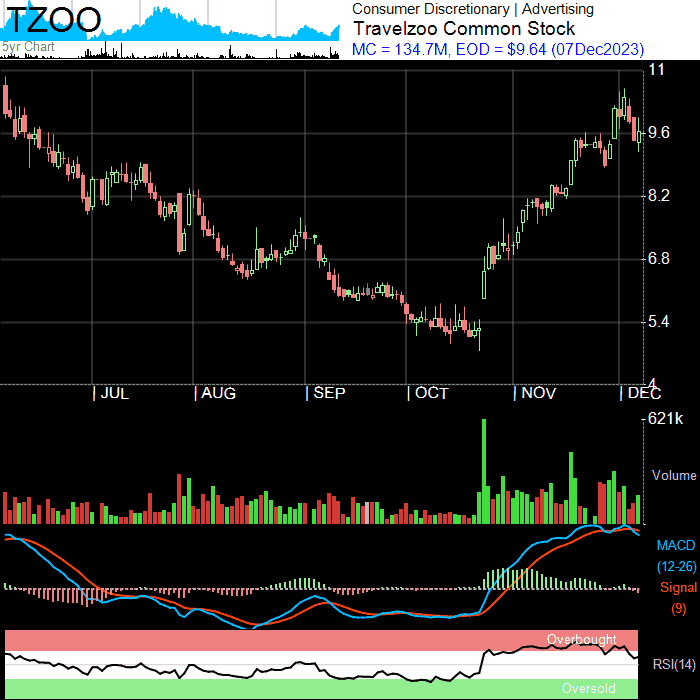 TZOO
5yr Chart
Consumer Discretionary | Advertising
Travelzoo Common Stock
MC = 134.7M, EOD = $9.64 (07Dec2023)
11
9.6
8.2
6.8
5.4
4
JUL
AUG
SEP
OCT
NOV
DEC
621k
Volume
MACD
(12-26)
Signal
(9)
Overbought
RSI(14)
Oversold